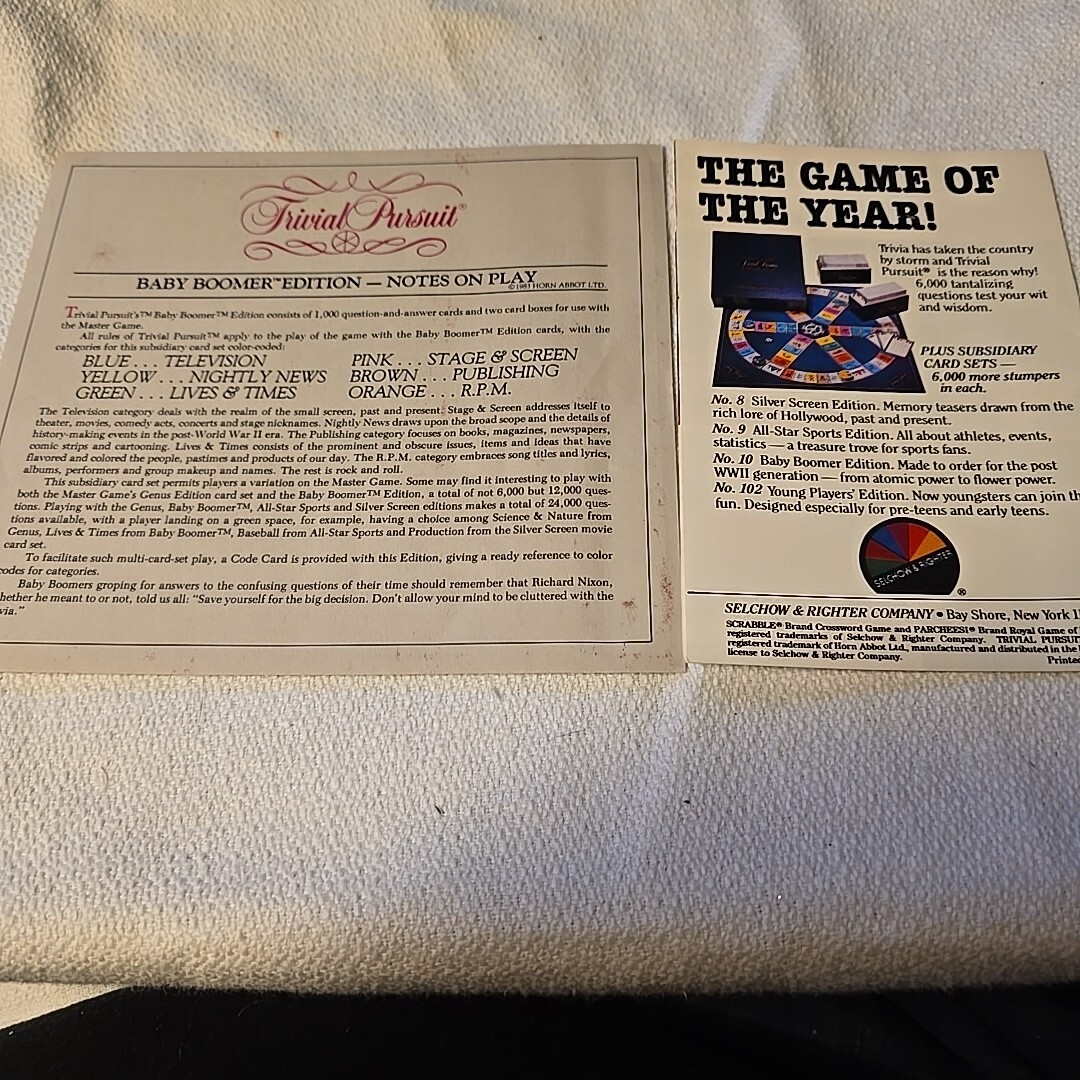 Trivial Pursuit®
BABY BOOMER™ EDITION — NOTES ON PLAY
© 1983 HORN ABBOT LTD.
Trivial Pursuit's™ Baby Boomer™ Edition consists of 1,000 question-and-answer cards and two card boxes for use with
the Master Game.
All rules of Trivial Pursuit™ apply to the play of the game with the Baby Boomer™ Edition cards, with the
categories for this subsidiary card set color-coded:
BLUE . . . TELEVISION PINK . . . STAGE & SCREEN
YELLOW . . . NIGHTLY NEWS BROWN . . . PUBLISHING
GREEN . . . LIVES & TIMES ORANGE . . . R.P.M.
The Television category deals with the realm of the small screen, past and present. Stage & Screen addresses itself to
theater, movies, comedy acts, concerts and stage nicknames. Nightly News draws upon the broad scope and the details of
history-making events in the post-World War II era. The Publishing category focuses on books, magazines, newspapers,
comic strips and cartooning. Lives & Times consists of the prominent and obscure issues, items and ideas that have
flavored and colored the people, pastimes and products of our day. The R.P.M. category embraces song titles and lyrics,
albums, performers and group makeup and names. The rest is rock and roll.
This subsidiary card set permits players a variation on the Master Game. Some may find it interesting to play with
both the Master Game's Genus Edition card set and the Baby Boomer™ Edition, a total of not 6,000 but 12,000 ques-
tions. Playing with the Genus, Baby Boomer™, All-Star Sports and Silver Screen editions makes a total of 24,000 ques-
tions available, with a player landing on a green space, for example, having a choice among Science & Nature from
Genus, Lives & Times from Baby Boomer™, Baseball from All-Star Sports and Production from the Silver Screen movie
card set.
To facilitate such multi-card-set play, a Code Card is provided with this Edition, giving a ready reference to color
codes for categories.
Baby Boomers groping for answers to the confusing questions of their time should remember that Richard Nixon,
hether he meant to or not, told us all: "Save yourself for the big decision. Don't allow your mind to be cluttered with the
via."
THE GAME OF
THE YEAR!
Trivia has taken the country
by storm and Trivial
Pursuit® is the reason why!
6,000 tantalizing
questions test your wit
and wisdom.
PLUS SUBSIDIARY
CARD SETS —
6,000 more stumpers
in each.
No. 8 Silver Screen Edition. Memory teasers drawn from the
rich lore of Hollywood, past and present.
No. 9 All-Star Sports Edition. All about athletes, events,
statistics — a treasure trove for sports fans.
No. 10 Baby Boomer Edition. Made to order for the post
WWII generation — from atomic power to flower power.
No. 102 Young Players' Edition. Now youngsters can join th
fun. Designed especially for pre-teens and early teens.
SELCHOW & RIGHTER
®
SELCHOW & RIGHTER COMPANY • Bay Shore, New York 11
SCRABBLE® Brand Crossword Game and PARCHEESI® Brand Royal Game of
registered trademarks of Selchow & Righter Company. TRIVIAL PURSUIT
registered trademark of Horn Abbot Ltd., manufactured and distributed in the
license to Selchow & Righter Company.
Printed